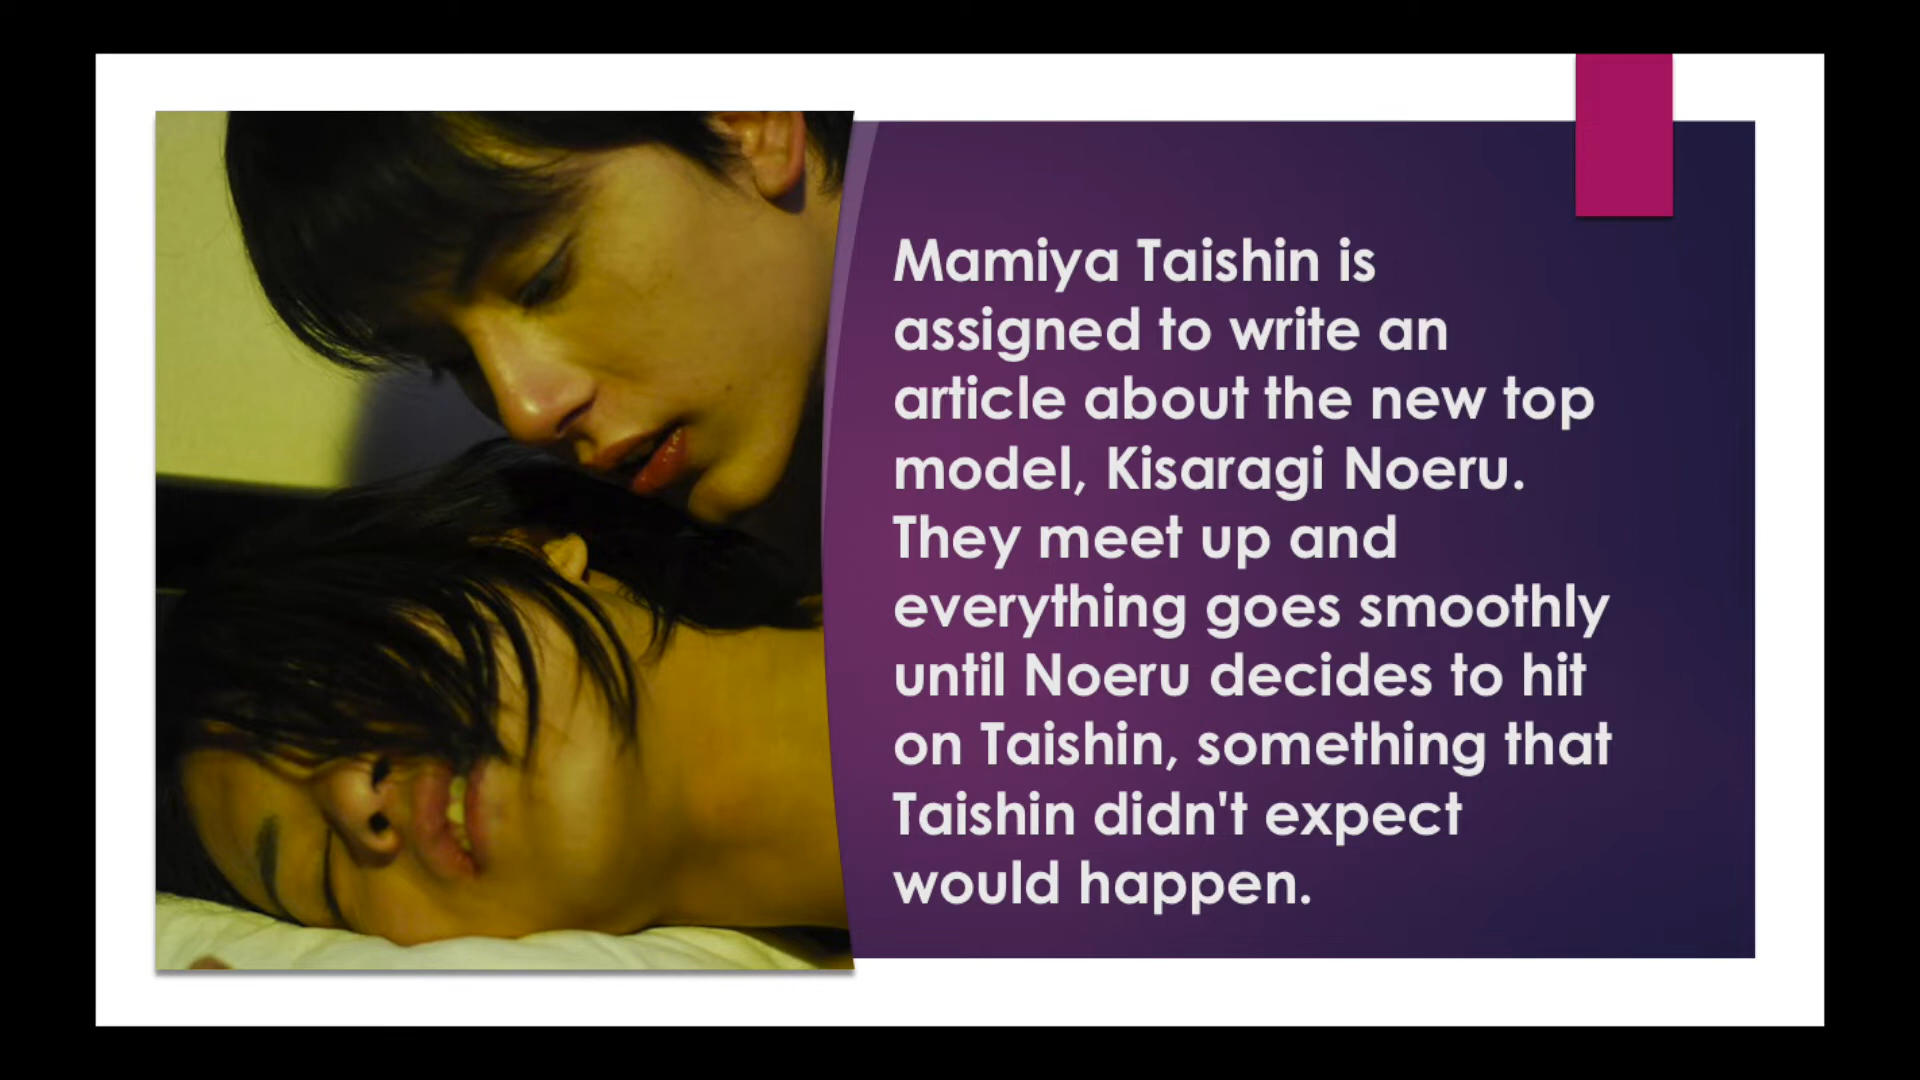 Mamiya Taishin is
assigned to write an
article about the new top
model, Kisaragi Noeru.
They meet up and
everything goes smoothly
until Noeru decides to hit
on Taishin, something that
Taishin didn't expect
would happen.